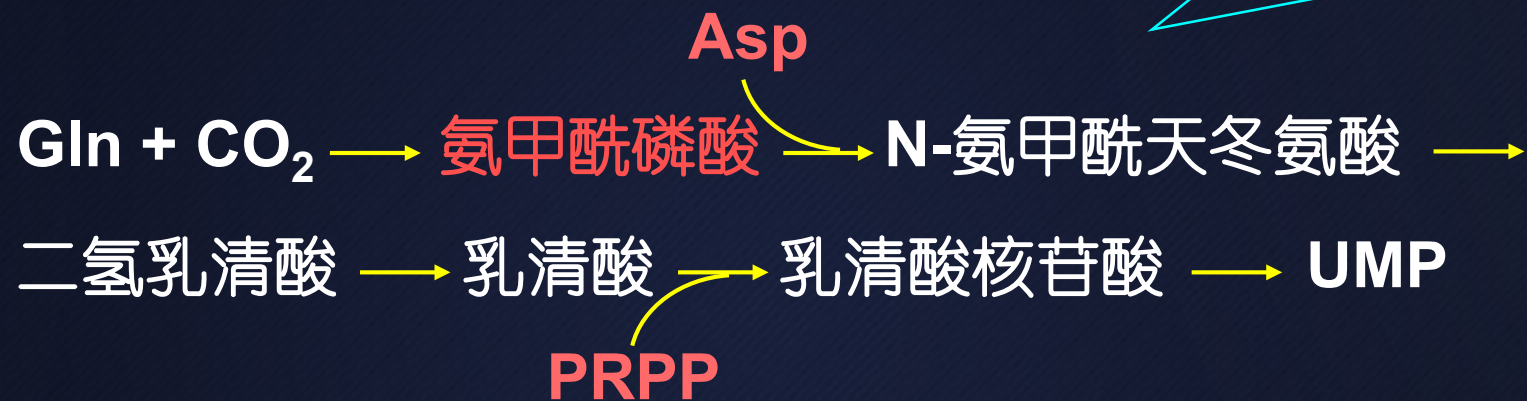 Asp
Gln + CO₂ → 氨甲酰磷酸 → N-氨甲酰天冬氨酸 →
二氢乳清酸 → 乳清酸 → 乳清酸核苷酸 → UMP
PRPP